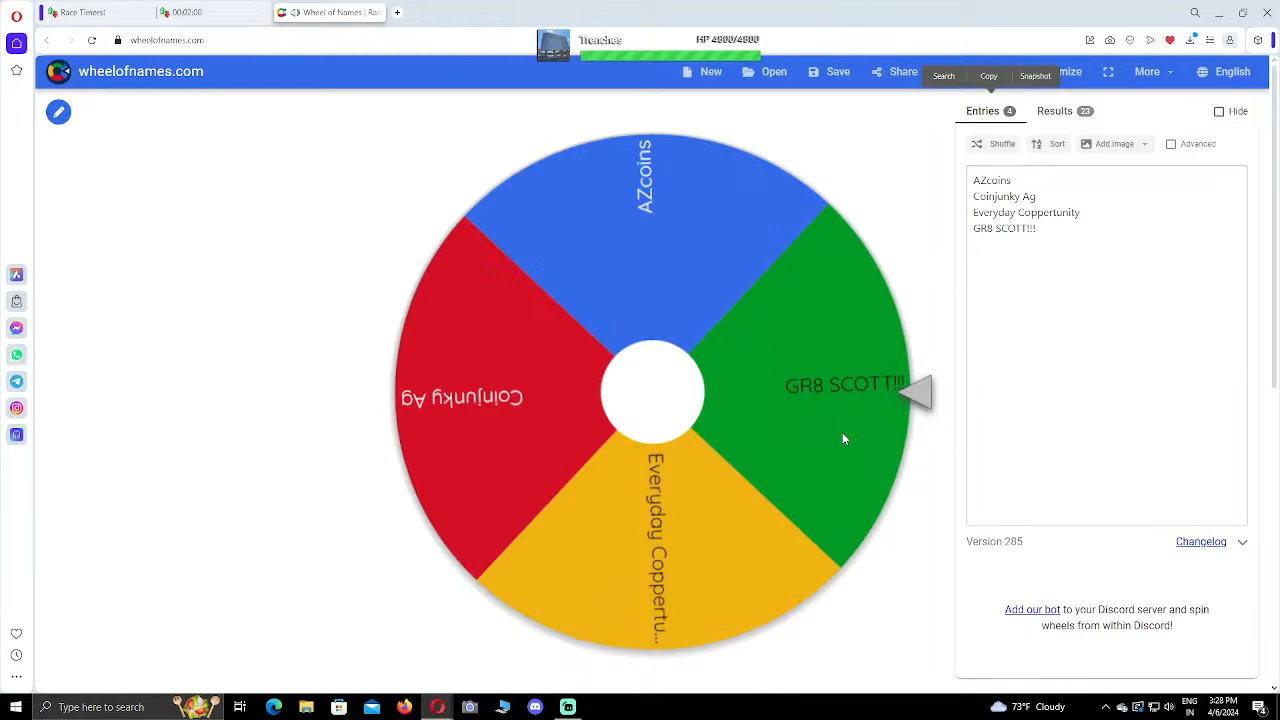 Race Timers!
00:02:00
Wheel of Names | Ra
wheelofnames.com
Trenches
HP 4800/4800
wheelofnames.com
New
Open
Save
Share
mize
More
English
Search
Copy
Snapshot
Entries 4
Results 23
Hide
Shuffle
Sort
Add image
Advanced
AZcoins
Coinjunky Ag
Everyday Coppertunity
GR8 SCOTT!!!
AZcoins
GR8 SCOTT!!!
Coinjunky Ag
Everyday Coppertu...
Version 285
Changelog
Add our bot to your Discord server and spin
wheels from within Discord!
Type here to search
73°F Cloudy
ENG
IN
3:28 PM
4/6/2024